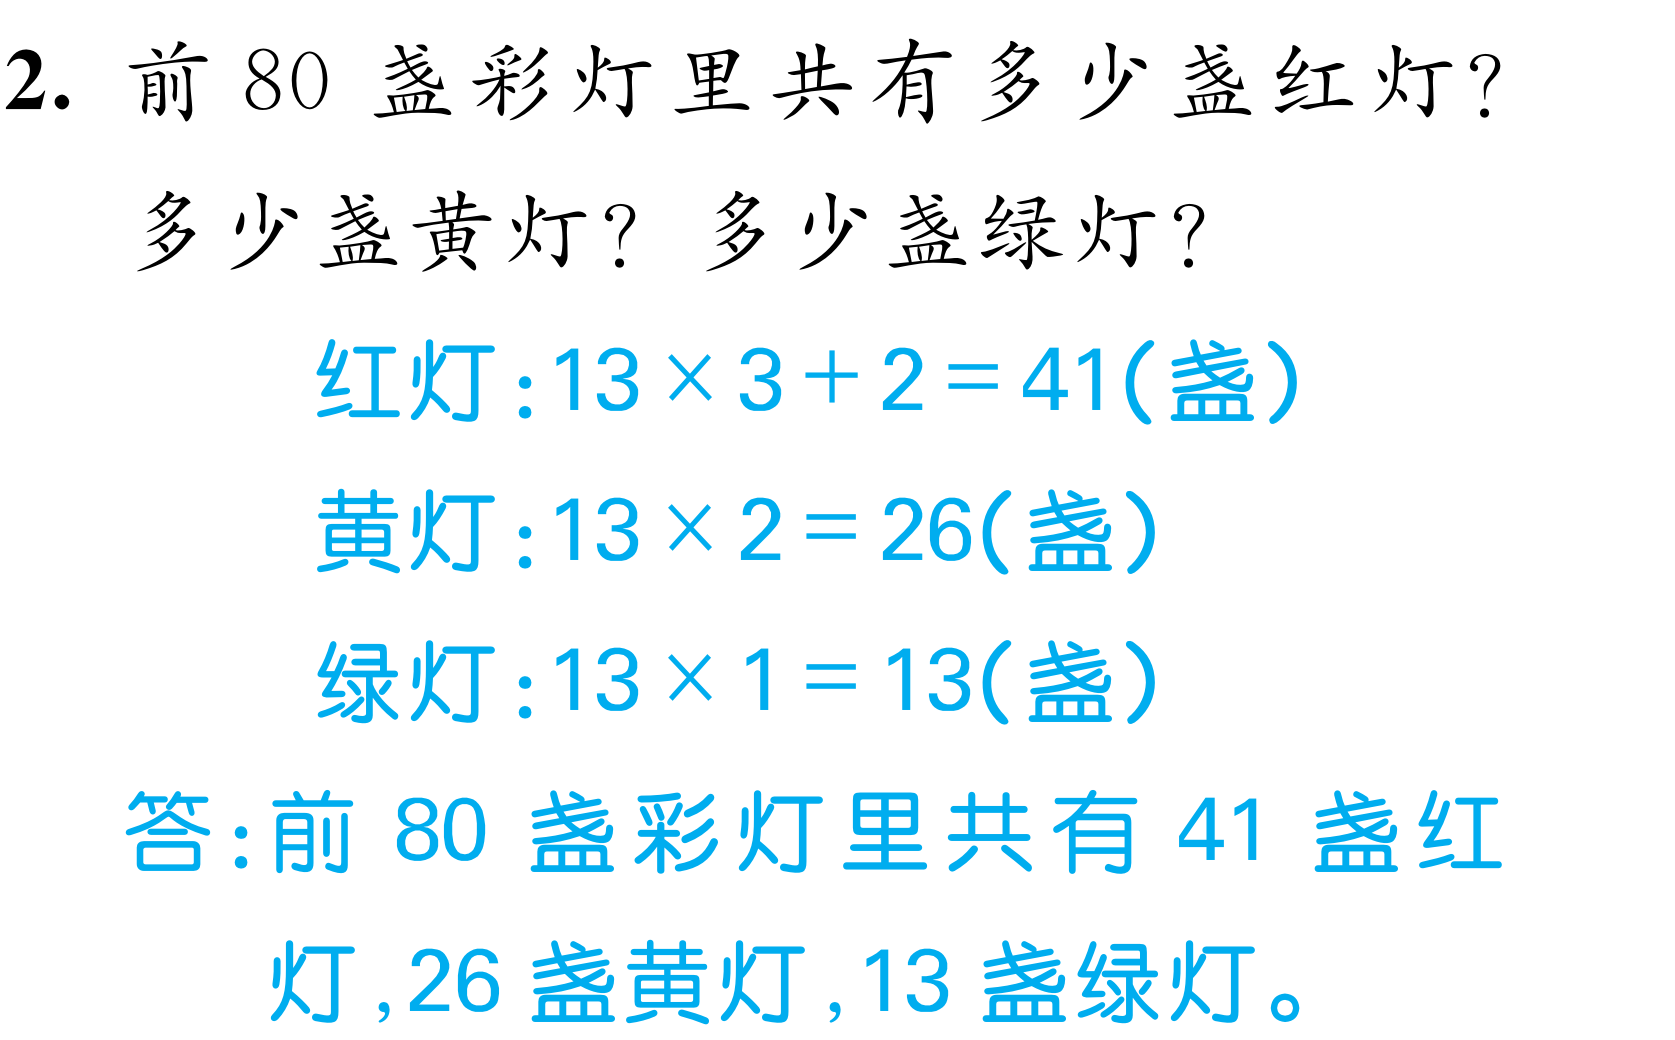 2. 前 80 盏彩灯里共有多少盏红灯?
多少盏黄灯? 多少盏绿灯?
红灯:13×3+2=41(盏)
黄灯:13×2=26(盏)
绿灯:13×1=13(盏)
答:前 80 盏彩灯里共有 41 盏红
灯,26 盏黄灯,13 盏绿灯。